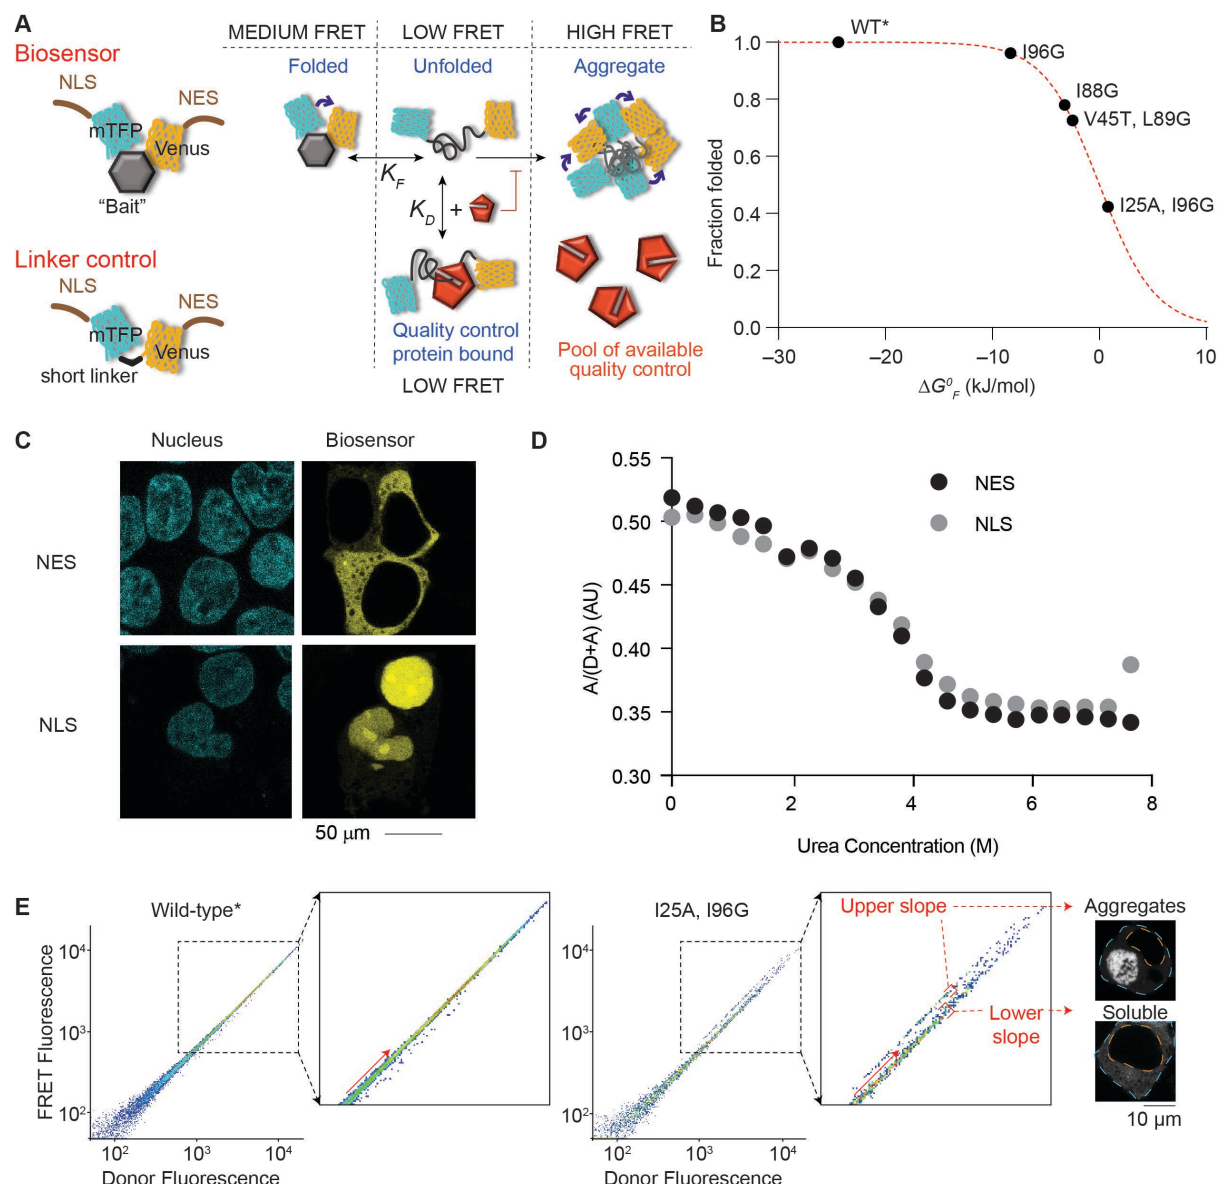 A
Biosensor
NLS
NES
mTFP
Venus
“Bait”
Linker control
NLS
NES
mTFP
Venus
short linker
MEDIUM FRET
LOW FRET
HIGH FRET
Folded
Unfolded
Aggregate
K_F
K_D +
Quality control
protein bound
LOW FRET
Pool of available
quality control
B
WT*
I96G
I88G
V45T, L89G
I25A, I96G
Fraction folded
1.0
0.8
0.6
0.4
0.2
0.0
−30
−20
−10
0
10
ΔG⁰_F (kJ/mol)
C
Nucleus
Biosensor
NES
NLS
50 μm
D
NES
NLS
A/(D+A) (AU)
0.55
0.50
0.45
0.40
0.35
0.30
0
2
4
6
8
Urea Concentration (M)
E
Wild-type*
FRET Fluorescence
10⁴
10³
10²
10²
10³
10⁴
Donor Fluorescence
I25A, I96G
10⁴
10³
10²
10²
10³
10⁴
Donor Fluorescence
Upper slope
Lower
slope
Aggregates
Soluble
10 μm